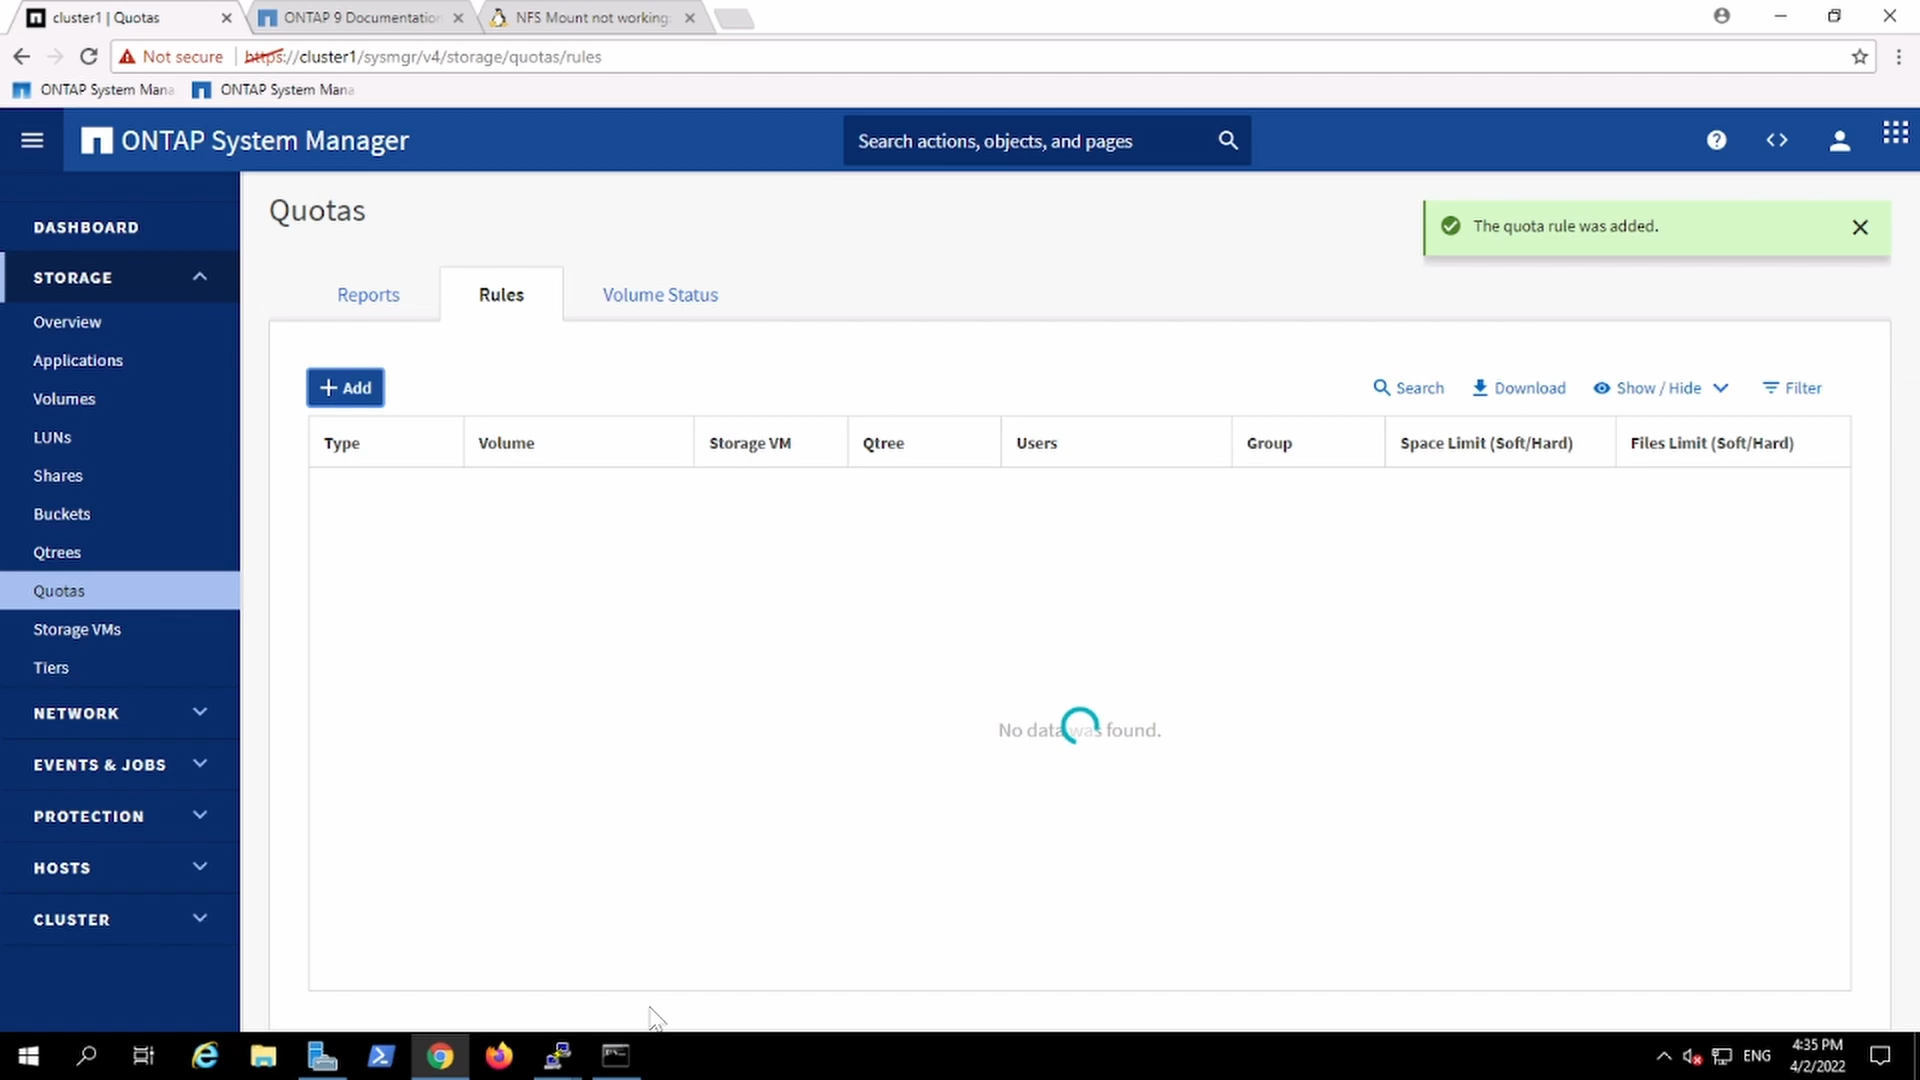 cluster1 | Quotas
ONTAP 9 Documentation
NFS Mount not working
Not secure
https://cluster1/sysmgr/v4/storage/quotas/rules
ONTAP System Mana
ONTAP System Mana
ONTAP System Manager
Search actions, objects, and pages
DASHBOARD
STORAGE
Overview
Applications
Volumes
LUNs
Shares
Buckets
Qtrees
Quotas
Storage VMs
Tiers
NETWORK
EVENTS & JOBS
PROTECTION
HOSTS
CLUSTER
Quotas
The quota rule was added.
Reports
Rules
Volume Status
+ Add
Search
Download
Show / Hide
Filter
Type
Volume
Storage VM
Qtree
Users
Group
Space Limit (Soft/Hard)
Files Limit (Soft/Hard)
No data was found.
ENG
4:35 PM
4/2/2022